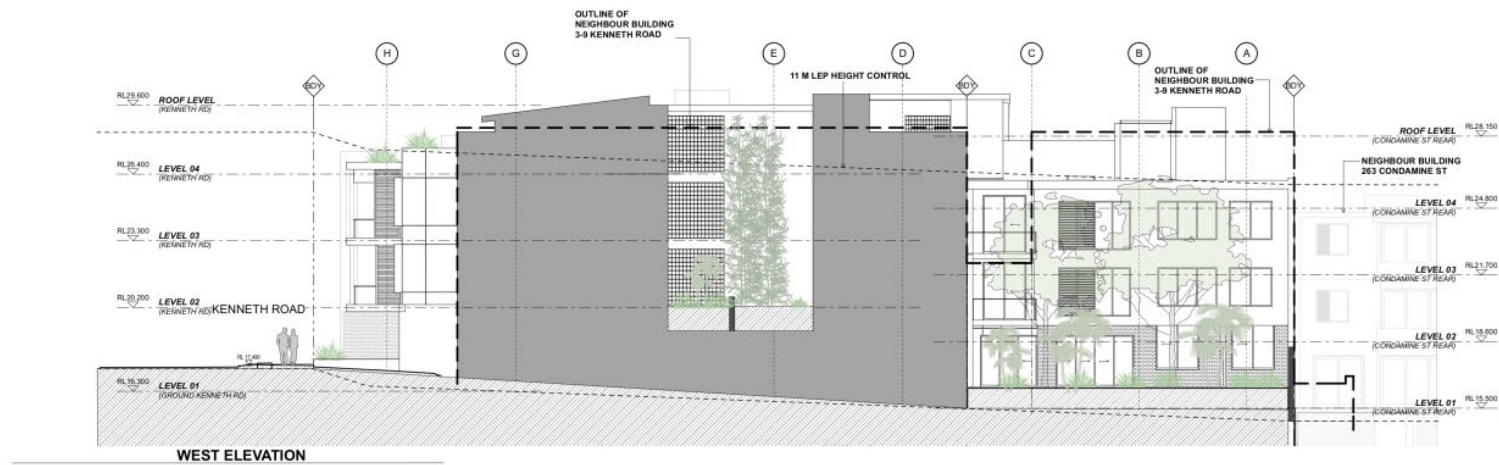 OUTLINE OF
NEIGHBOUR BUILDING
3-9 KENNETH ROAD
H
G
E
D
C
B
A
BDY
BDY
BDY
11 M LEP HEIGHT CONTROL
OUTLINE OF
NEIGHBOUR BUILDING
3-9 KENNETH ROAD
RL29,600
ROOF LEVEL
(KENNETH RD)
RL26,400
LEVEL 04
(KENNETH RD)
RL23,300
LEVEL 03
(KENNETH RD)
RL20,200
LEVEL 02
(KENNETH RD)
KENNETH ROAD
RL 17,400
RL16,300
LEVEL 01
(GROUND KENNETH RD)
RL28,150
ROOF LEVEL
(CONDAMINE ST REAR)
NEIGHBOUR BUILDING
263 CONDAMINE ST
RL24,800
LEVEL 04
(CONDAMINE ST REAR)
RL21,700
LEVEL 03
(CONDAMINE ST REAR)
RL18,600
LEVEL 02
(CONDAMINE ST REAR)
RL15,500
LEVEL 01
(CONDAMINE ST REAR)
WEST ELEVATION